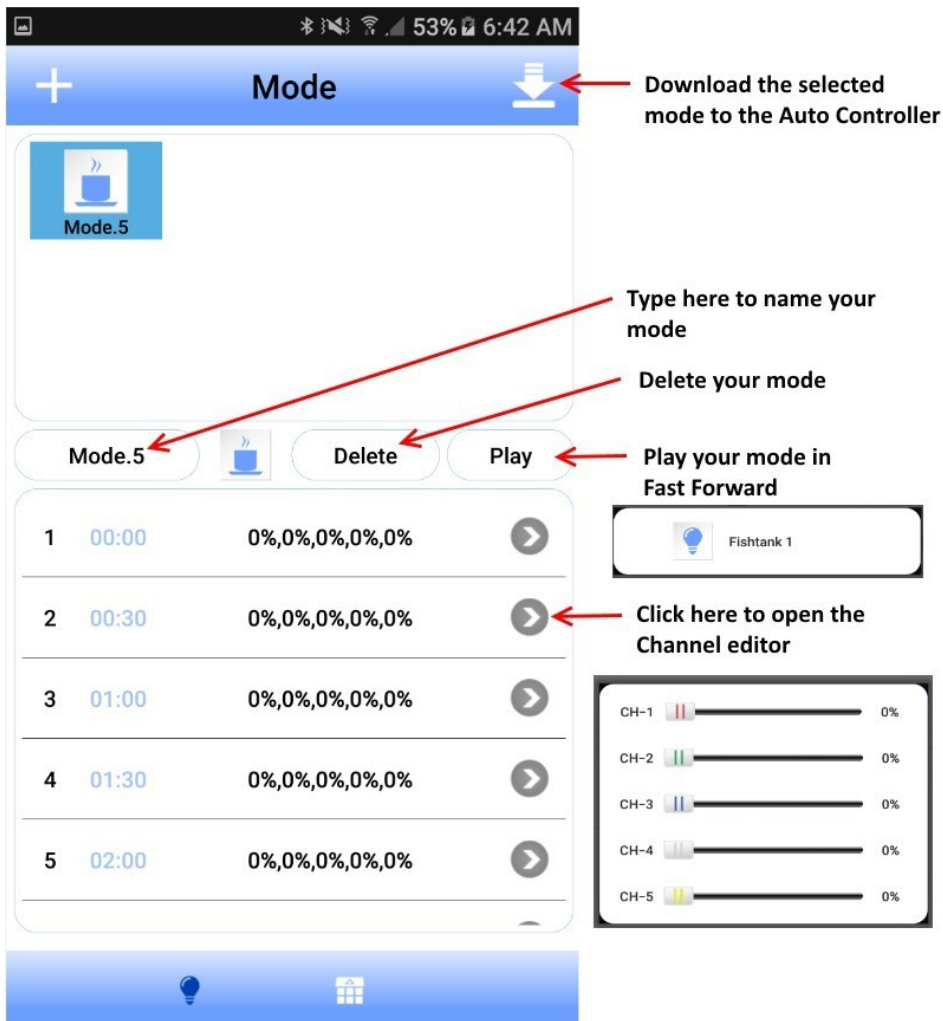 53% 6:42 AM
Mode
Download the selected
mode to the Auto Controller
Mode.5
Type here to name your
mode
Delete your mode
Mode.5
Delete
Play
Play your mode in
Fast Forward
Fishtank 1
1 00:00 0%,0%,0%,0%,0%
2 00:30 0%,0%,0%,0%,0%
Click here to open the
Channel editor
3 01:00 0%,0%,0%,0%,0%
4 01:30 0%,0%,0%,0%,0%
5 02:00 0%,0%,0%,0%,0%
CH-1 0%
CH-2 0%
CH-3 0%
CH-4 0%
CH-5 0%